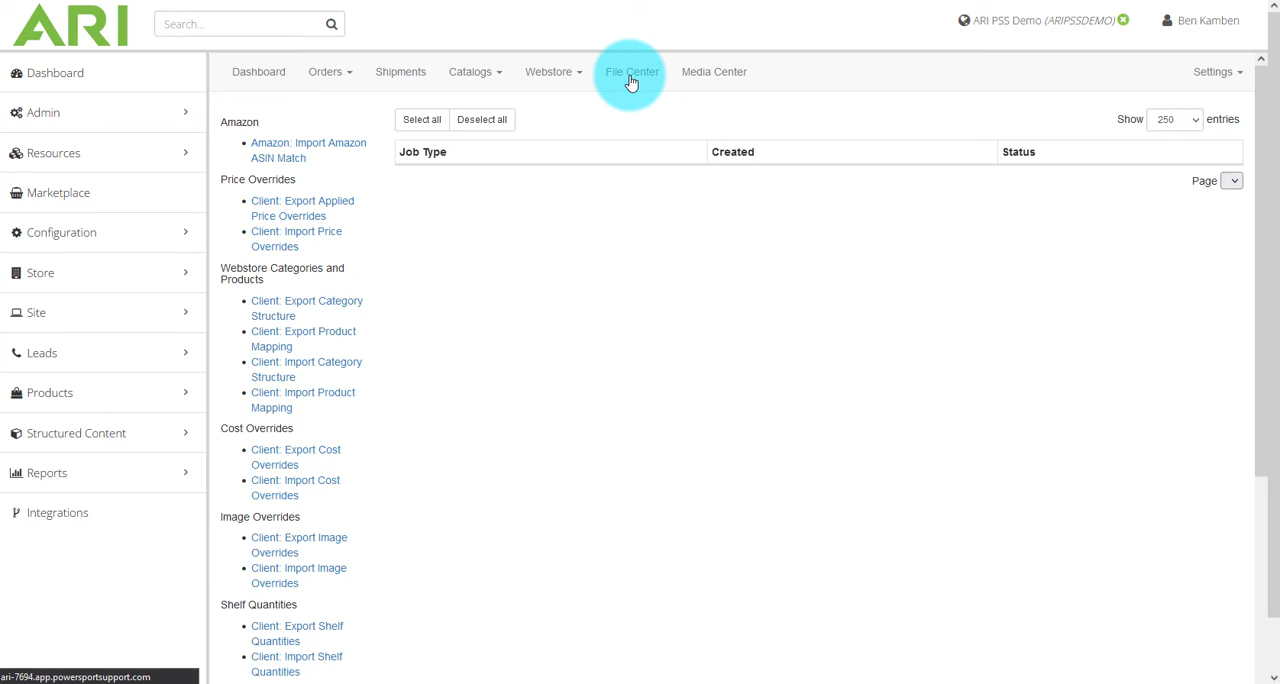 ARI
Search...
ARI PSS Demo (ARIPSSDEMO)
Ben Kamben
Dashboard
Admin
Resources
Marketplace
Configuration
Store
Site
Leads
Products
Structured Content
Reports
Integrations
Dashboard
Orders
Shipments
Catalogs
Webstore
File Center
Media Center
Settings
Amazon
Amazon: Import Amazon
ASIN Match
Price Overrides
Client: Export Applied
Price Overrides
Client: Import Price
Overrides
Webstore Categories and
Products
Client: Export Category
Structure
Client: Export Product
Mapping
Client: Import Category
Structure
Client: Import Product
Mapping
Cost Overrides
Client: Export Cost
Overrides
Client: Import Cost
Overrides
Image Overrides
Client: Export Image
Overrides
Client: Import Image
Overrides
Shelf Quantities
Client: Export Shelf
Quantities
Client: Import Shelf
Quantities
Select all
Deselect all
Show 250 entries
Job Type
Created
Status
Page
ari-7694.app.powersportsupport.com